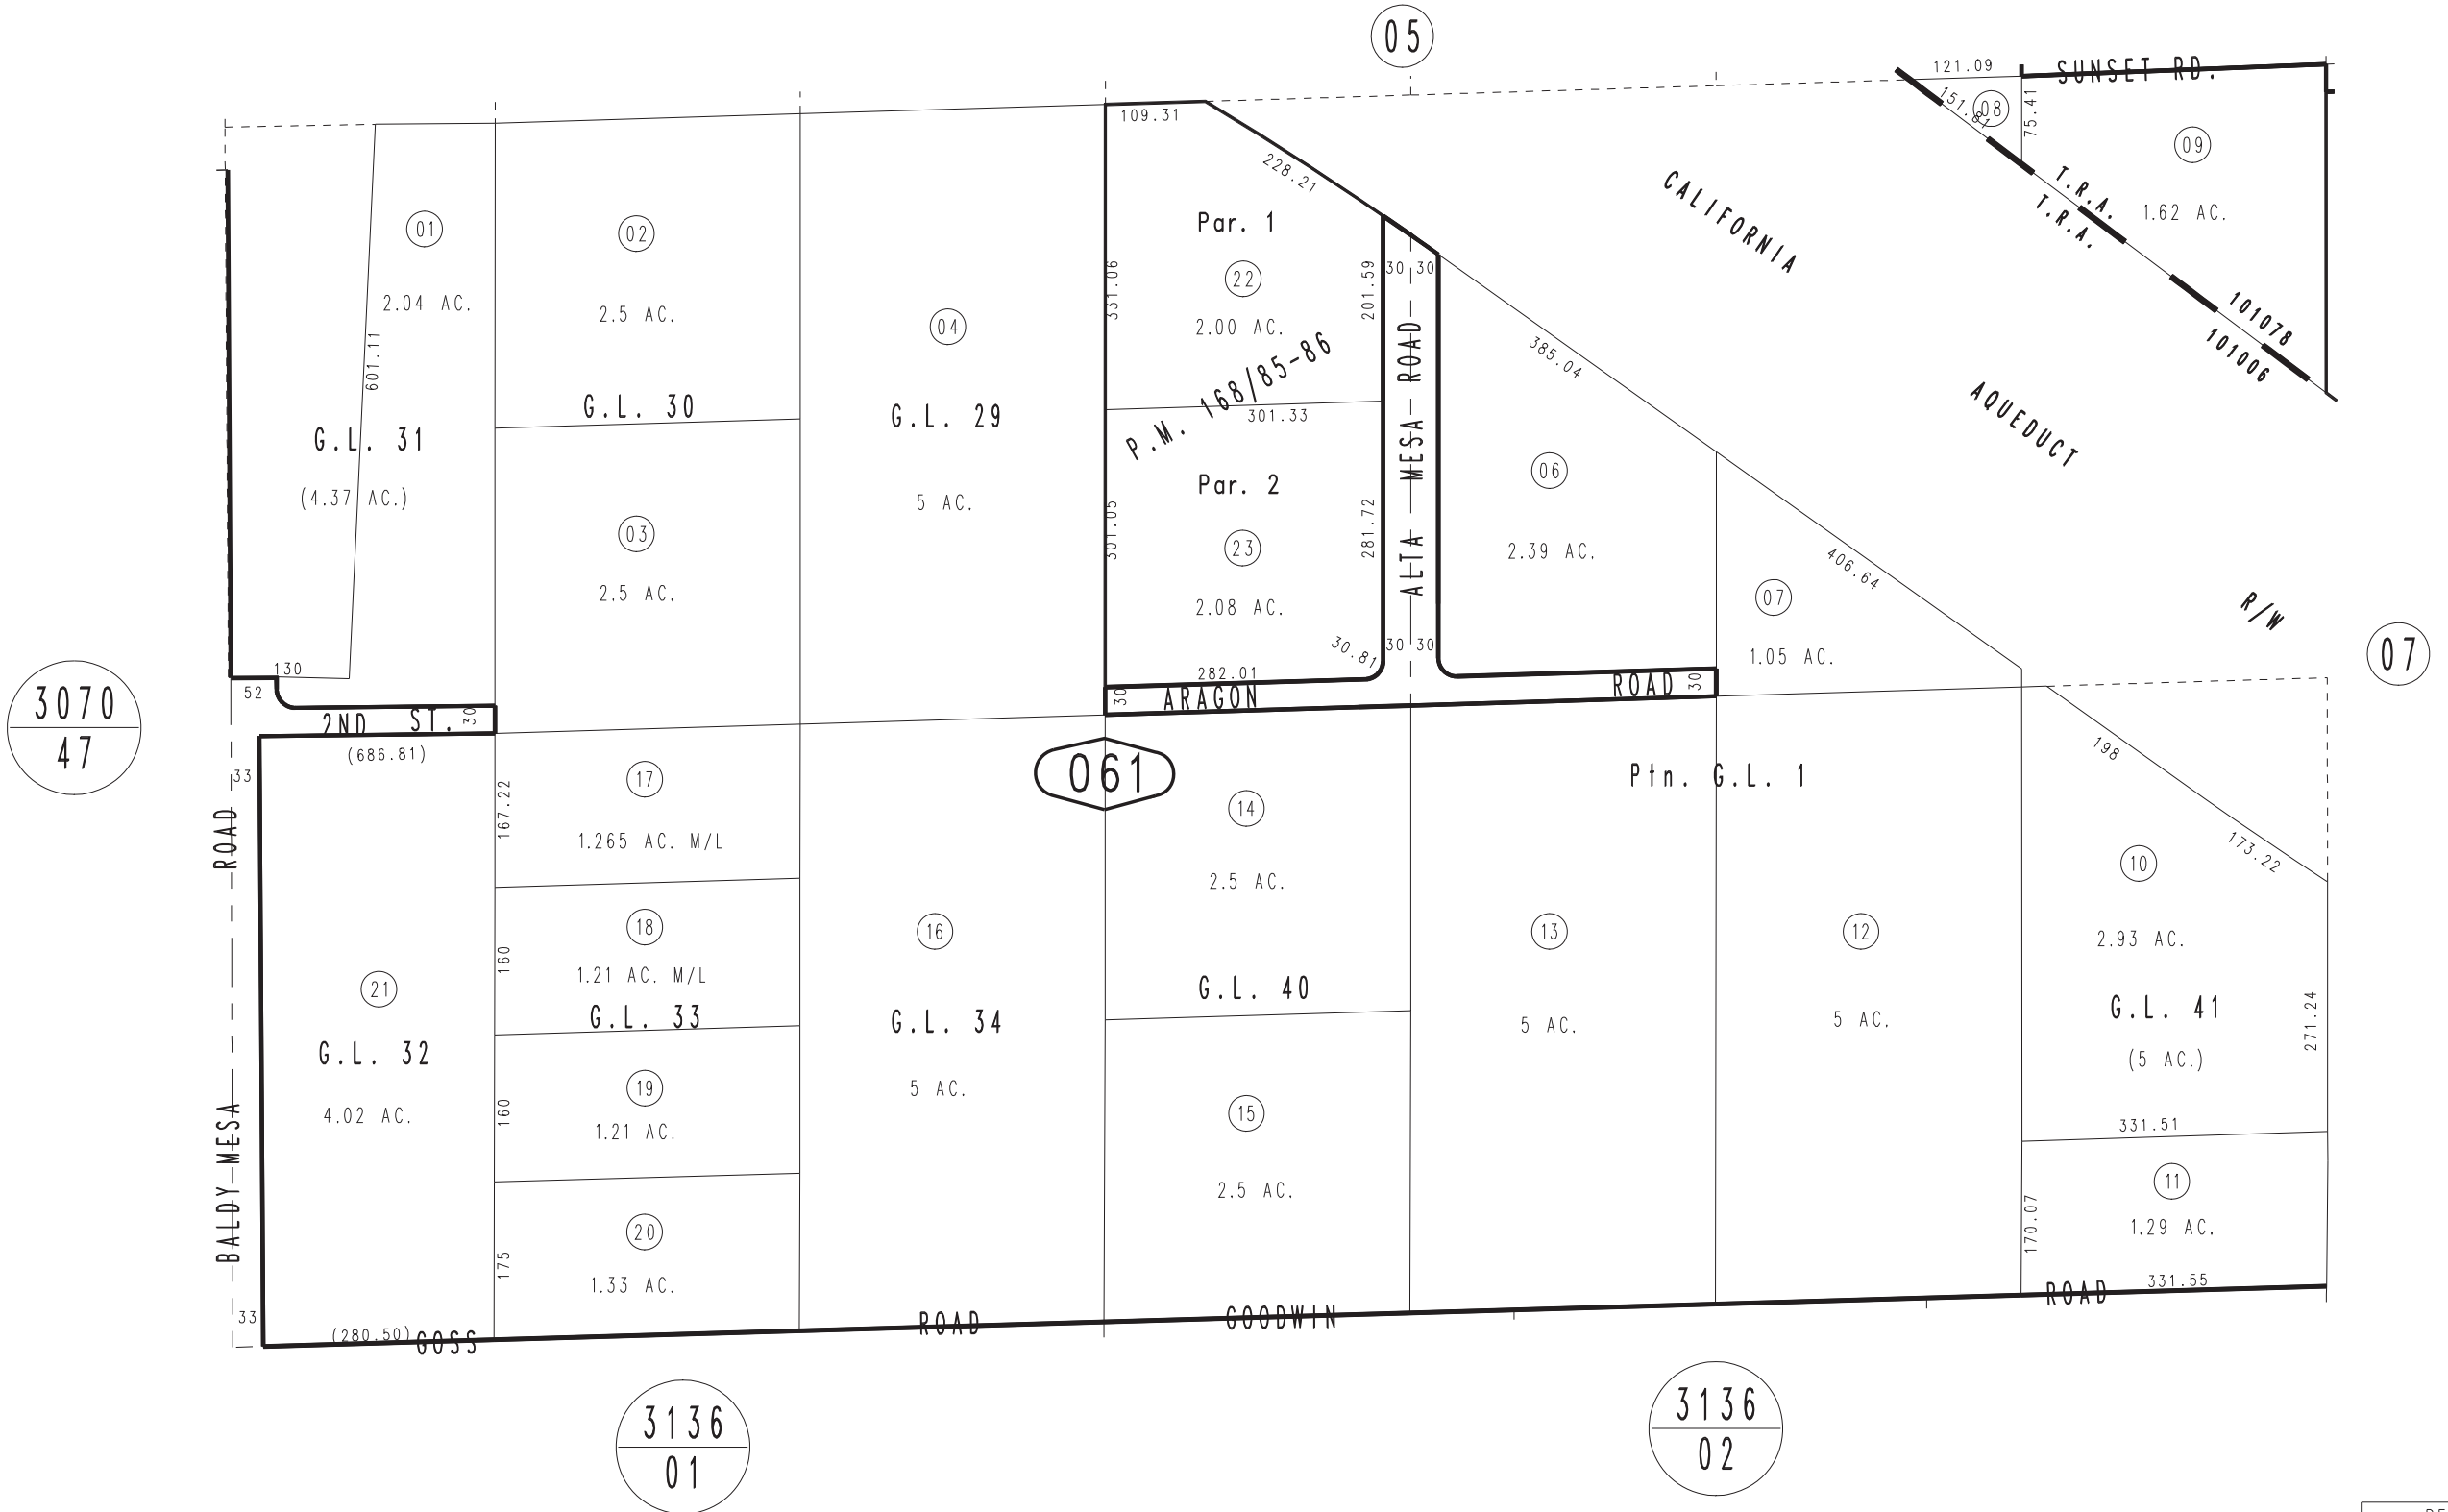 05
SUNSET RD.
121.09
151.81
08
75.41
09
1.62 AC.
109.31
228.21
CALIFORNIA
T.R.A.
T.R.A.
101078
101006
01
2.04 AC.
601.11
02
2.5 AC.
04
Par. 1
22
2.00 AC.
331.06
201.59
30 30
ALTA MESA ROAD
385.04
AQUEDUCT
G.L. 31
(4.37 AC.)
G.L. 30
G.L. 29
5 AC.
P.M. 168/85-86
301.33
Par. 2
23
2.08 AC.
301.05
281.72
30.81
30 30
06
2.39 AC.
03
2.5 AC.
406.64
07
1.05 AC.
R/W
07
3070
47
130
52
2ND ST.
30
(686.81)
282.01
30
ARAGON
ROAD
30
33
ROAD
17
1.265 AC. M/L
167.22
061
14
2.5 AC.
Ptn. G.L. 1
198
173.22
10
2.93 AC.
G.L. 41
(5 AC.)
271.24
331.51
18
1.21 AC. M/L
160
G.L. 33
16
G.L. 34
5 AC.
G.L. 40
13
5 AC.
12
5 AC.
21
G.L. 32
4.02 AC.
19
1.21 AC.
160
15
2.5 AC.
BALDY MESA
11
1.29 AC.
170.07
20
1.33 AC.
175
331.55
33
(280.50)
GOSS
ROAD
GOODWIN
ROAD
3136
01
3136
02